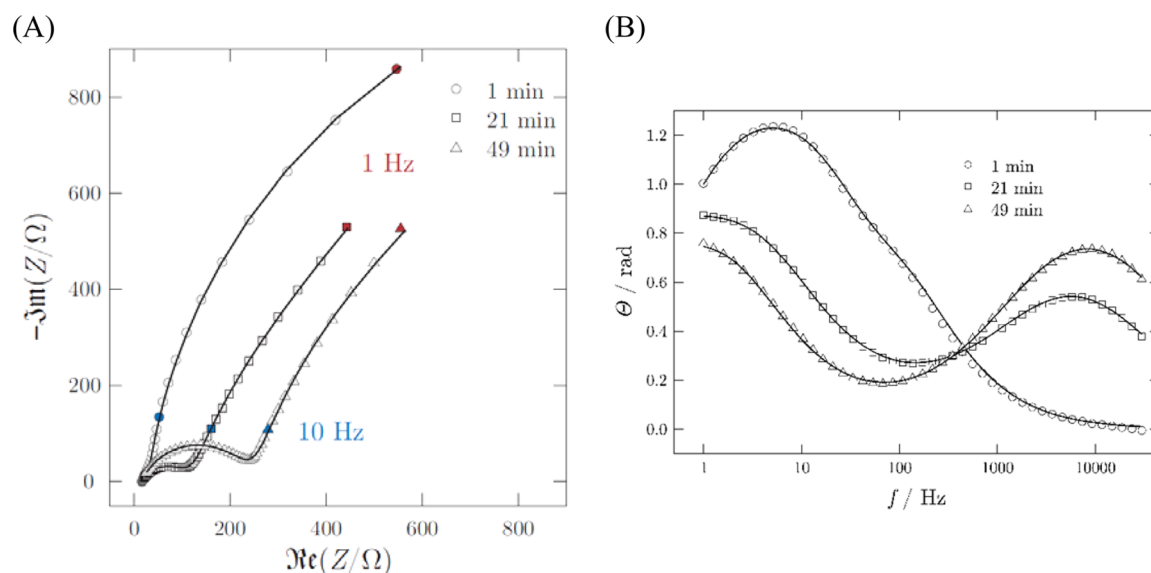 (A)
800
600
400
200
0
0
200
400
600
800
−ℑm(Z/Ω)
ℜe(Z/Ω)
1 min
21 min
49 min
1 Hz
10 Hz
(B)
1.2
1.0
0.8
0.6
0.4
0.2
0.0
1
10
100
1000
10000
Θ / rad
f / Hz
1 min
21 min
49 min